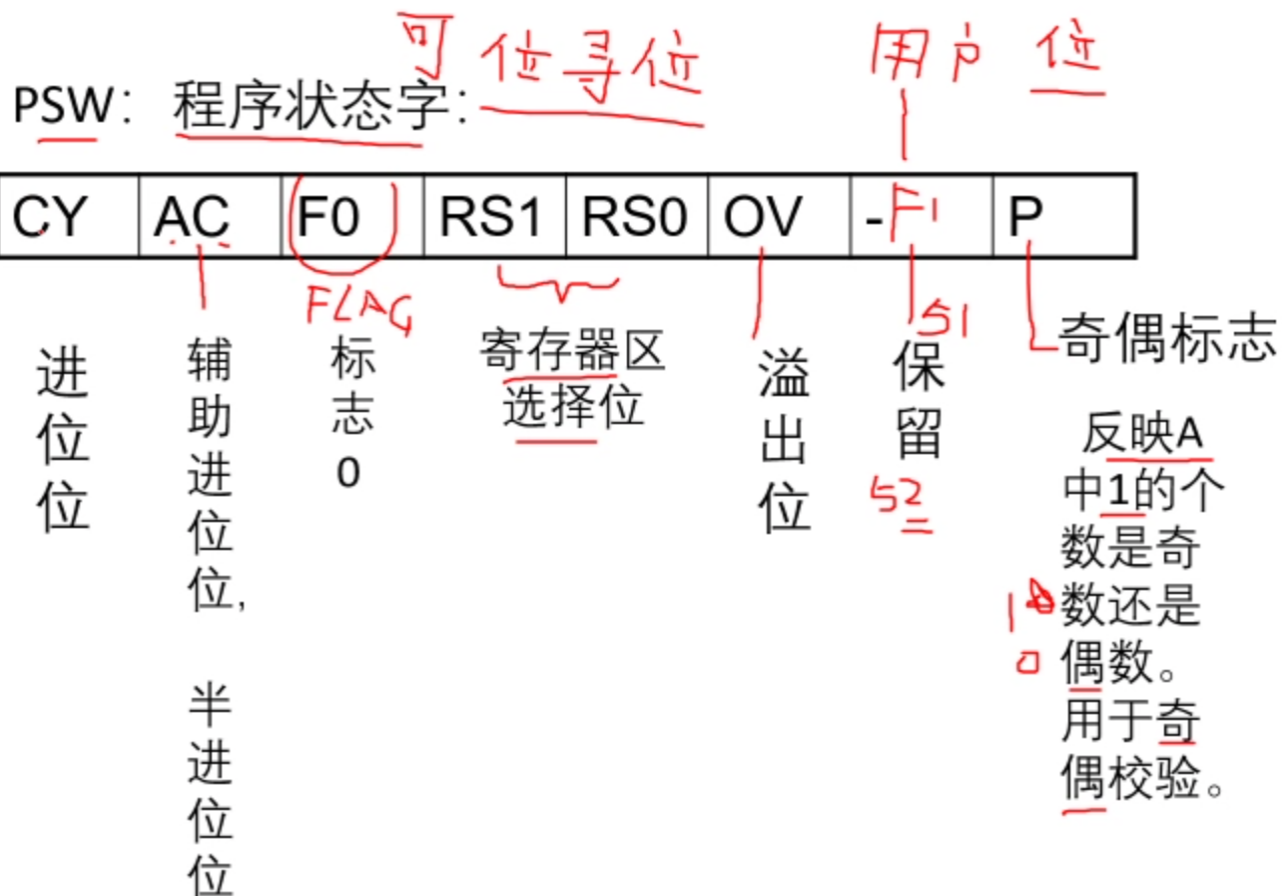 可位寻位
用户位
PSW：程序状态字：
CY AC F0 RS1 RS0 OV -F1 P
FLAG
51
进位位
辅助进位位，
半进位位
标志0
寄存器区
选择位
溢出位
保留
52
奇偶标志
反映A
中1的个
数是奇
1 数还是
0 偶数。
用于奇
偶校验。